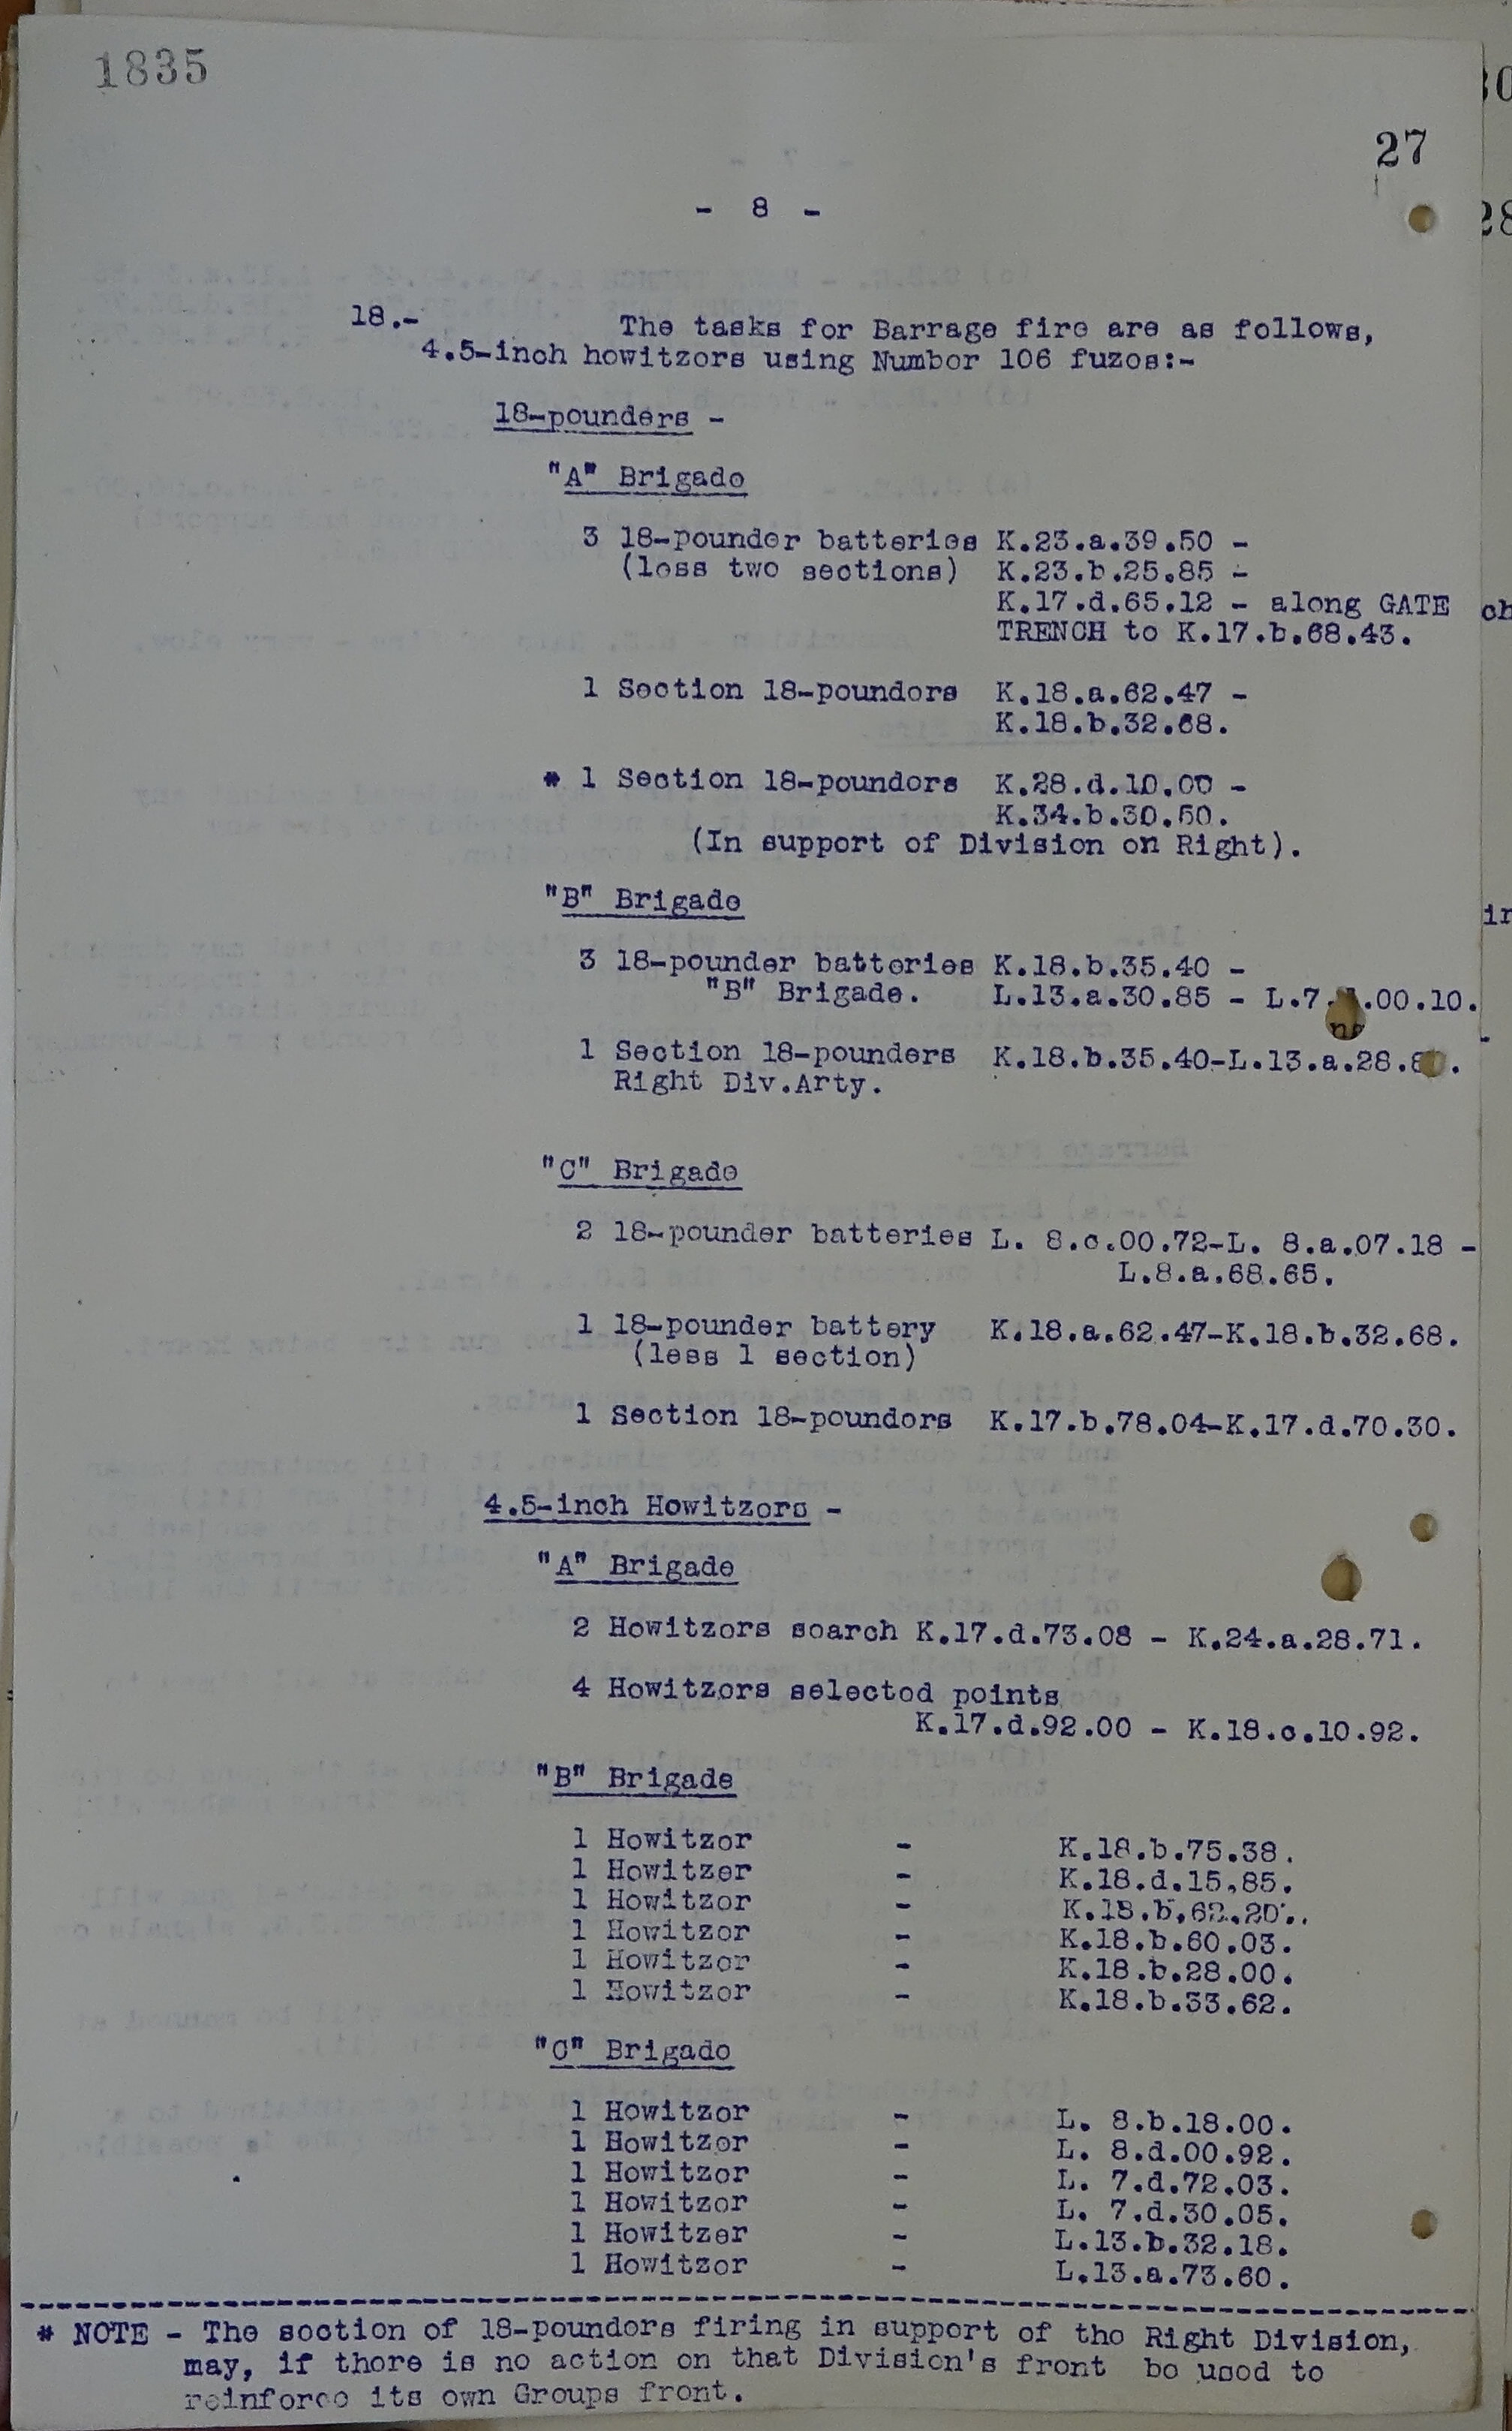 1835
27
- 8 -
18.- The tasks for Barrage fire are as follows,
4.5-inch howitzers using Number 106 fuzes:-
18-pounders -
"A" Brigade
3 18-pounder batteries K.23.a.39.50 -
(less two sections) K.23.b.25.85 -
K.17.d.65.12 - along GATE
TRENCH to K.17.b.68.43.
1 Section 18-pounders K.18.a.62.47 -
K.18.b.32.68.
* 1 Section 18-pounders K.28.d.10.00 -
K.34.b.30.50.
(In support of Division on Right).
"B" Brigade
3 18-pounder batteries K.18.b.35.40 -
"B" Brigade. L.13.a.30.85 - L.7. .00.10.
1 Section 18-pounders K.18.b.35.40-L.13.a.28.8 .
Right Div.Arty.
"C" Brigade
2 18-pounder batteries L. 8.c.00.72-L. 8.a.07.18 -
L.8.a.68.65.
1 18-pounder battery K.18.a.62.47-K.18.b.32.68.
(less 1 section)
1 Section 18-pounders K.17.b.78.04-K.17.d.70.30.
4.5-inch Howitzers -
"A" Brigade
2 Howitzers search K.17.d.73.08 - K.24.a.28.71.
4 Howitzers selected points
K.17.d.92.00 - K.18.c.10.92.
"B" Brigade
1 Howitzer - K.18.b.75.38.
1 Howitzer - K.18.d.15.85.
1 Howitzer - K.18.b.62.20.
1 Howitzer - K.18.b.60.03.
1 Howitzer - K.18.b.28.00.
1 Howitzer - K.18.b.33.62.
"C" Brigade
1 Howitzer - L. 8.b.18.00.
1 Howitzer - L. 8.d.00.92.
1 Howitzer - L. 7.d.72.03.
1 Howitzer - L. 7.d.30.05.
1 Howitzer - L.13.b.32.18.
1 Howitzer - L.13.a.73.60.
* NOTE - The section of 18-pounders firing in support of the Right Division,
may, if there is no action on that Division's front be used to
reinforce its own Groups front.